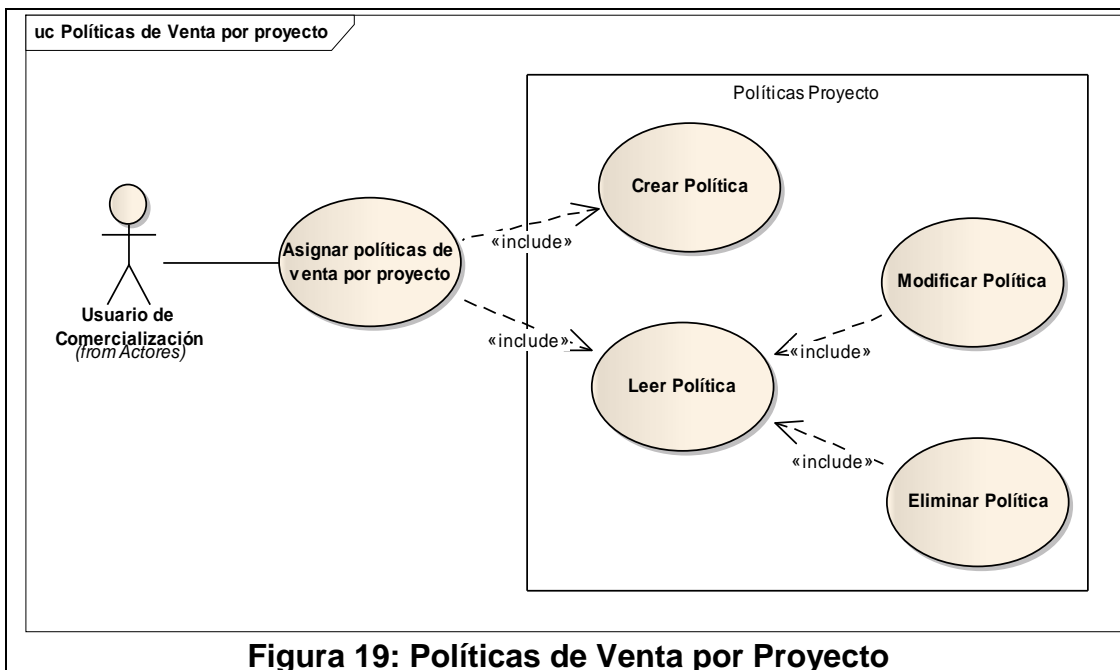 uc Políticas de Venta por proyecto
Políticas Proyecto
Crear Política
«include»
Asignar políticas de
venta por proyecto
Modificar Política
Usuario de
Comercialización
(from Actores)
«include»
«include»
Leer Política
«include»
Eliminar Política
Figura 19: Políticas de Venta por Proyecto